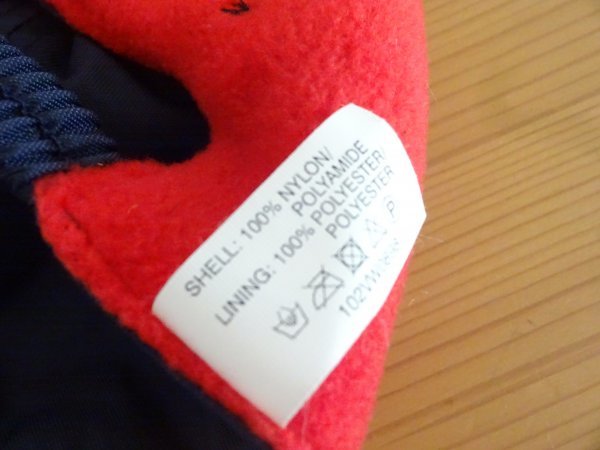 SHELL: 100% NYLON/
POLYAMIDE
LINING: 100% POLYESTER/
POLYESTER
P